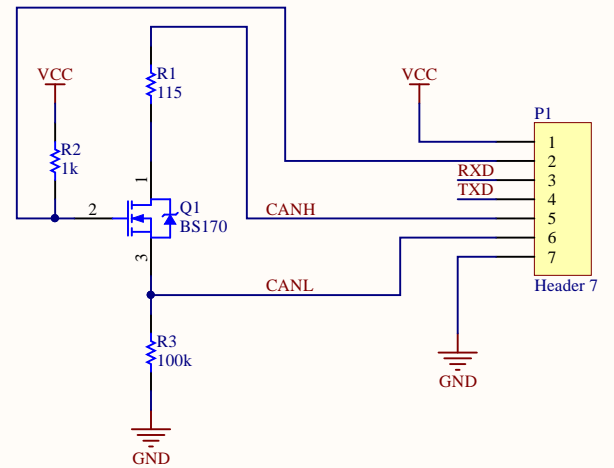 VCC
R1
115
VCC
P1
R2
1k
1
2
3
4
5
6
7
RXD
TXD
1
2
Q1
BS170
CANH
3
CANL
Header 7
R3
100k
GND
GND